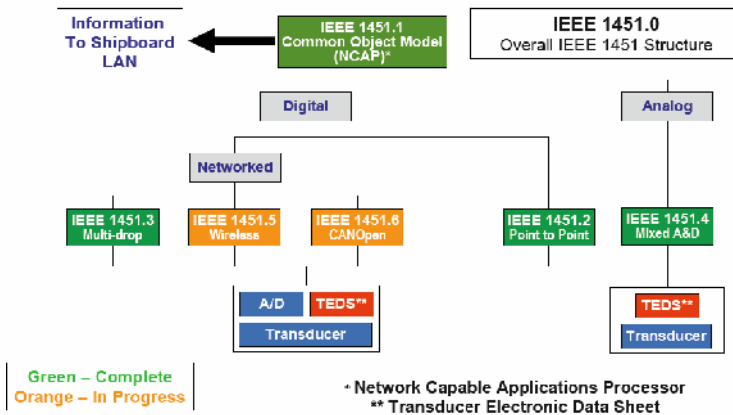 Information
To Shipboard
LAN
IEEE 1451.1
Common Object Model
(NCAP)*
IEEE 1451.0
Overall IEEE 1451 Structure
Digital
Analog
Networked
IEEE 1451.3
Multi-drop
IEEE 1451.5
Wireless
IEEE 1451.6
CANOpen
IEEE 1451.2
Point to Point
IEEE 1451.4
Mixed A&D
A/D
TEDS**
Transducer
TEDS**
Transducer
Green – Complete
Orange – In Progress
* Network Capable Applications Processor
** Transducer Electronic Data Sheet